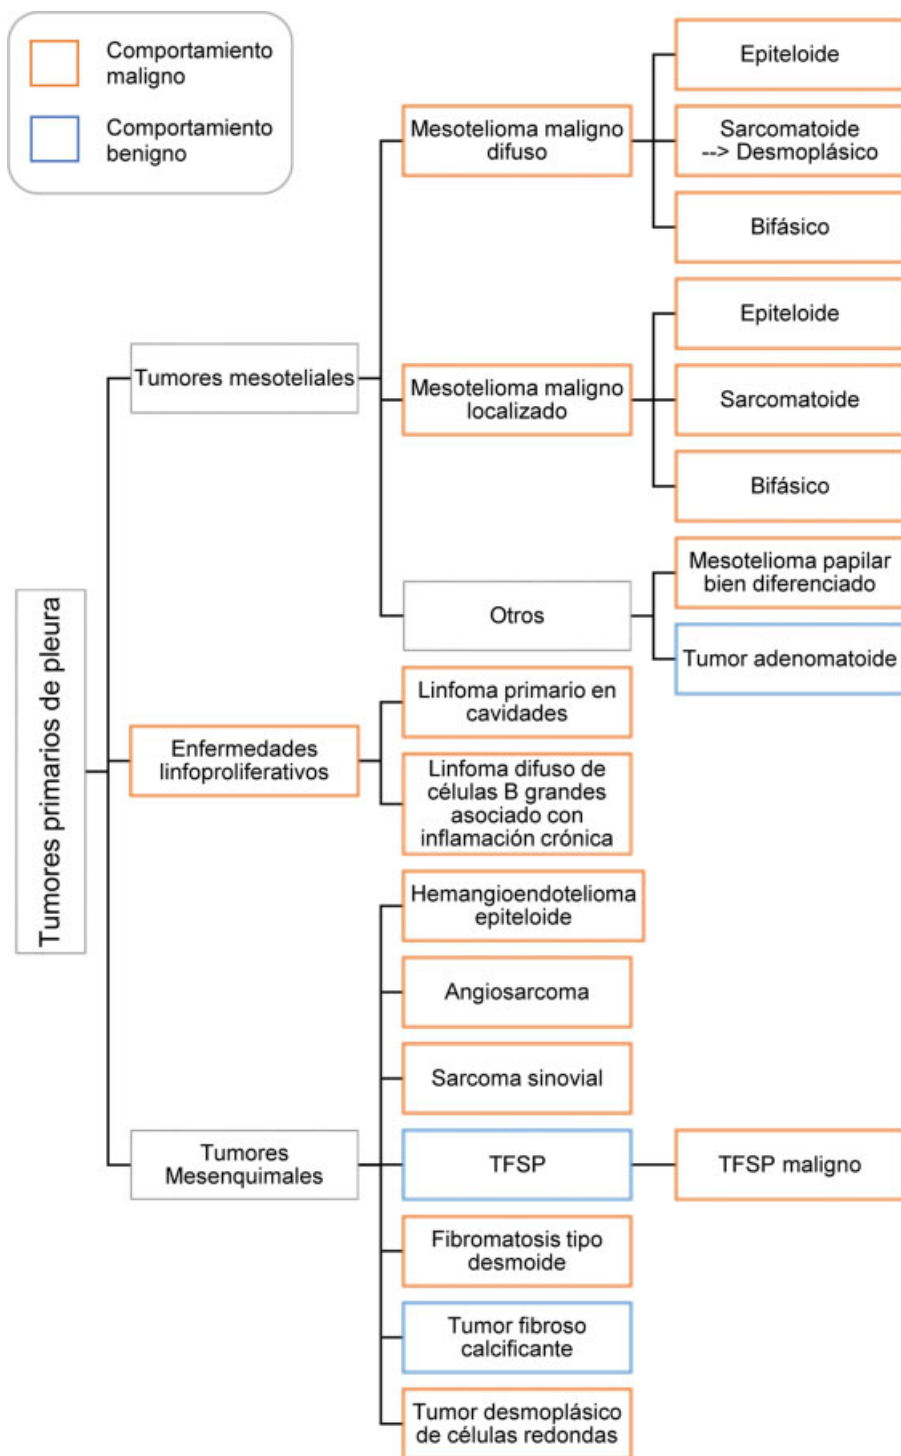 Comportamiento
maligno
Comportamiento
benigno
Tumores primarios de pleura
Tumores mesoteliales
Mesotelioma maligno
difuso
Epiteloide
Sarcomatoide
--> Desmoplásico
Bifásico
Mesotelioma maligno
localizado
Epiteloide
Sarcomatoide
Bifásico
Otros
Mesotelioma papilar
bien diferenciado
Tumor adenomatoide
Enfermedades
linfoproliferativos
Linfoma primario en
cavidades
Linfoma difuso de
células B grandes
asociado con
inflamación crónica
Tumores
Mesenquimales
Hemangioendotelioma
epiteloide
Angiosarcoma
Sarcoma sinovial
TFSP
TFSP maligno
Fibromatosis tipo
desmoide
Tumor fibroso
calcificante
Tumor desmoplásico
de células redondas